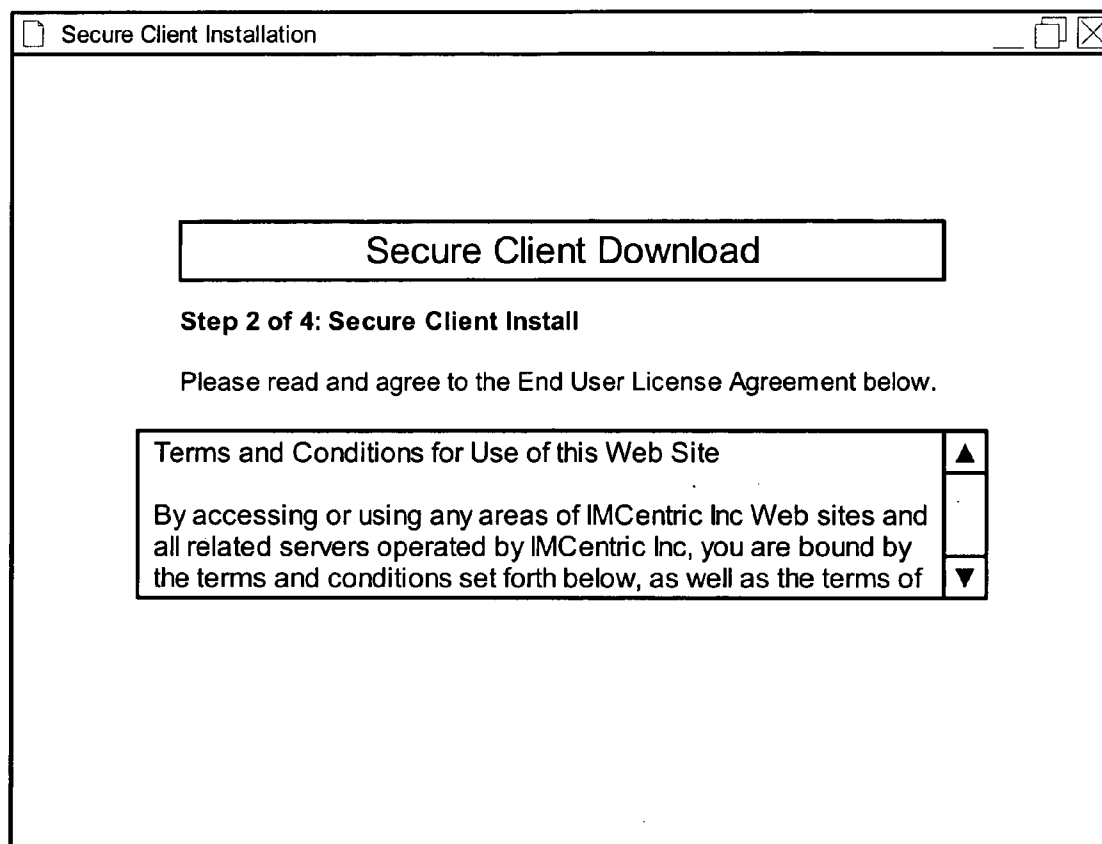 Secure Client Installation
Secure Client Download
Step 2 of 4: Secure Client Install
Please read and agree to the End User License Agreement below.
Terms and Conditions for Use of this Web Site
By accessing or using any areas of IMCentric Inc Web sites and
all related servers operated by IMCentric Inc, you are bound by
the terms and conditions set forth below, as well as the terms of